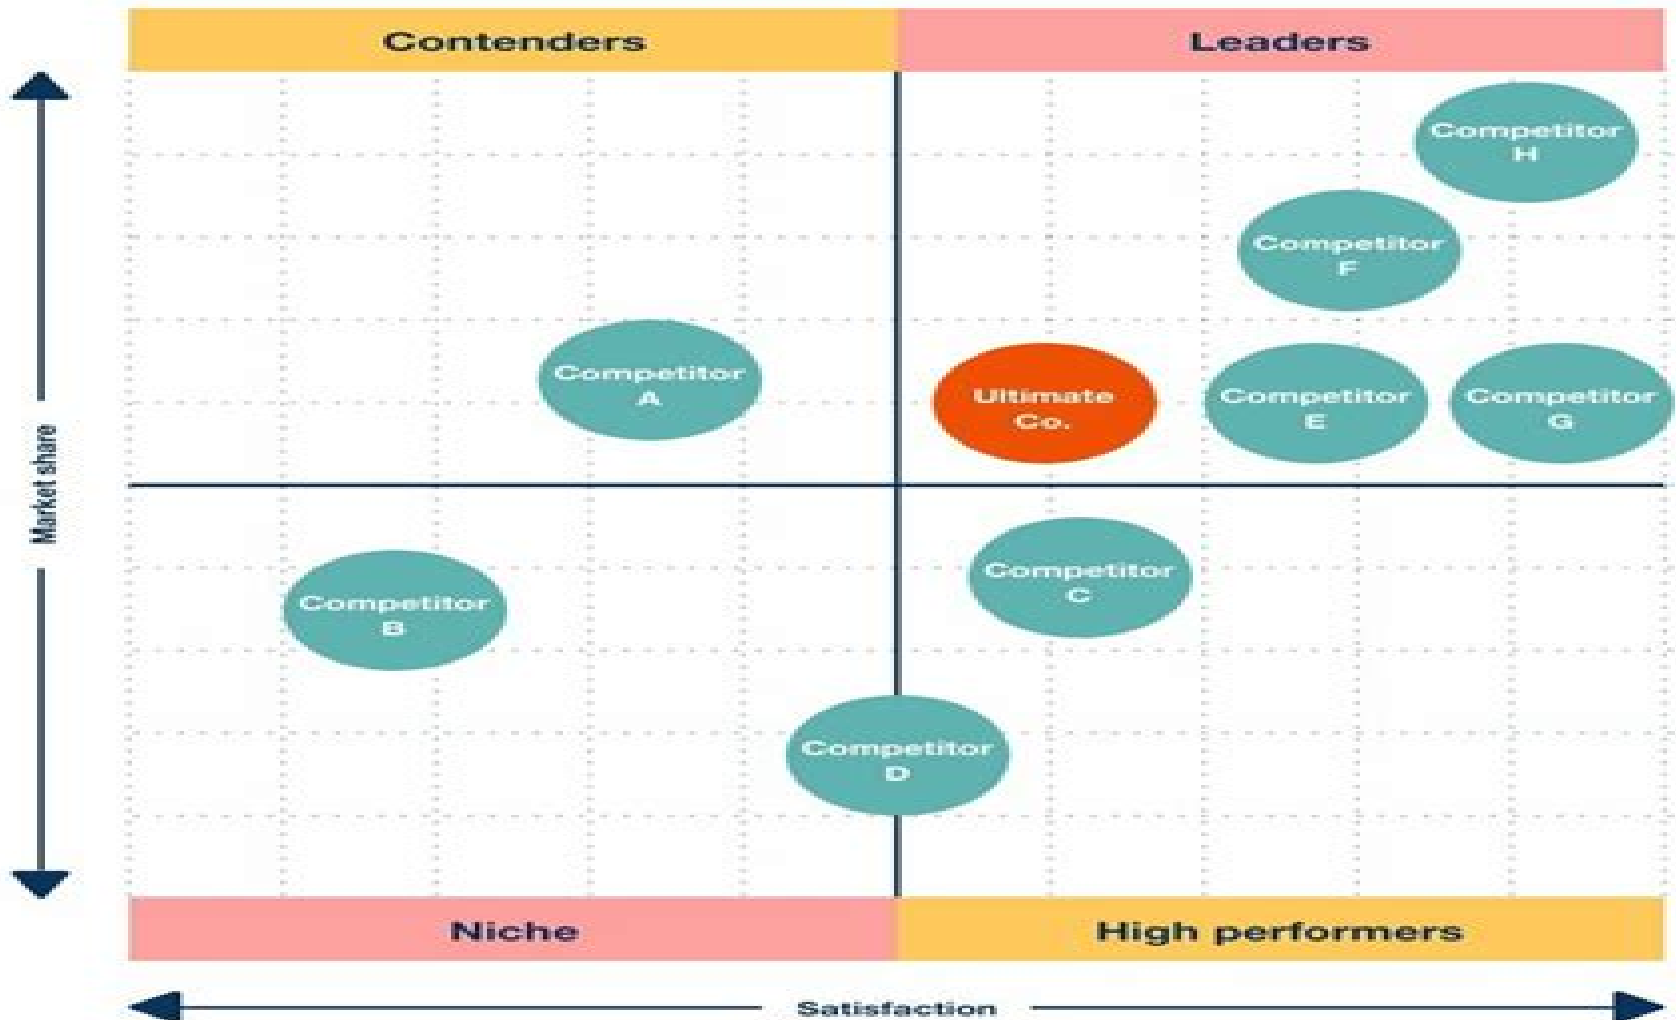 Contenders
Leaders
Competitor
H
Competitor
F
Competitor
A
Ultimate
Co.
Competitor
E
Competitor
G
Market share
Competitor
C
Competitor
B
Competitor
D
Niche
High performers
Satisfaction